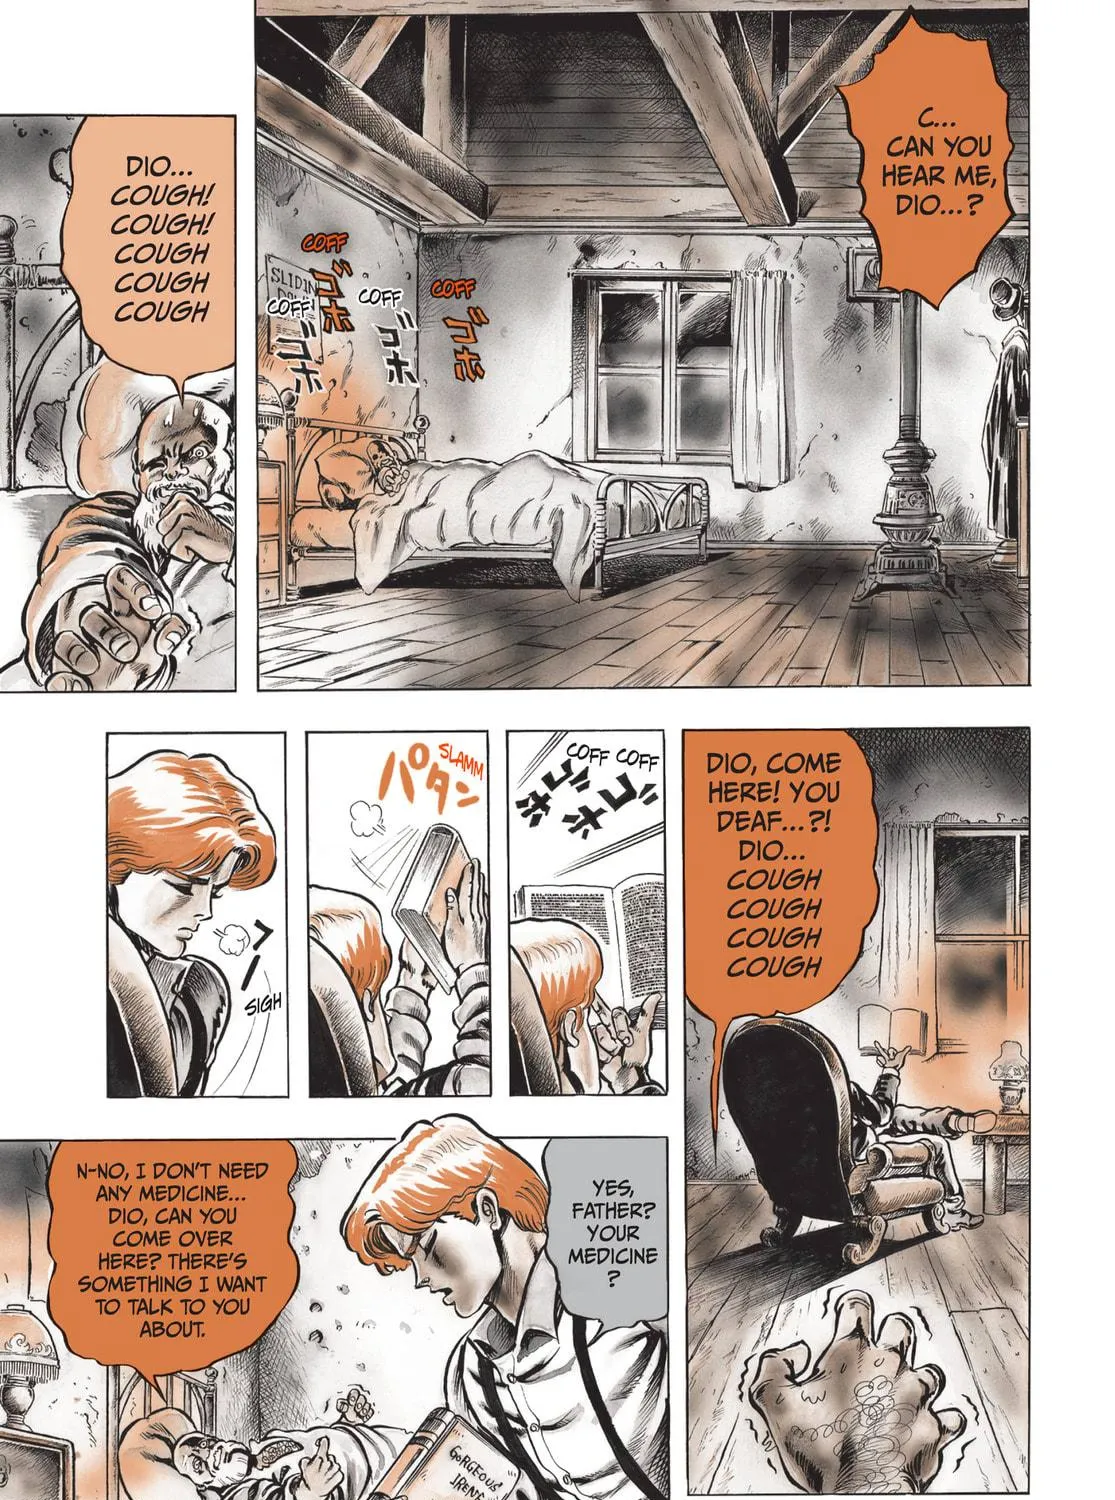 C...
CAN YOU
HEAR ME,
DIO...?
COFF
ゴホ
COFF
ゴホ
COFF
ゴホ
COFF
ゴホ
SLIDIN
DIO...
COUGH!
COUGH!
COUGH
COUGH
COUGH
DIO, COME
HERE! YOU
DEAF...?!
DIO...
COUGH
COUGH
COUGH
COUGH
COFF COFF
ゴホ
ゴホ
SLAMM
パタン
フー
SIGH
YES,
FATHER?
YOUR
MEDICINE
?
N-NO, I DON'T NEED
ANY MEDICINE...
DIO, CAN YOU
COME OVER
HERE? THERE'S
SOMETHING I WANT
TO TALK TO YOU
ABOUT.
GORGEOUS
IRENE